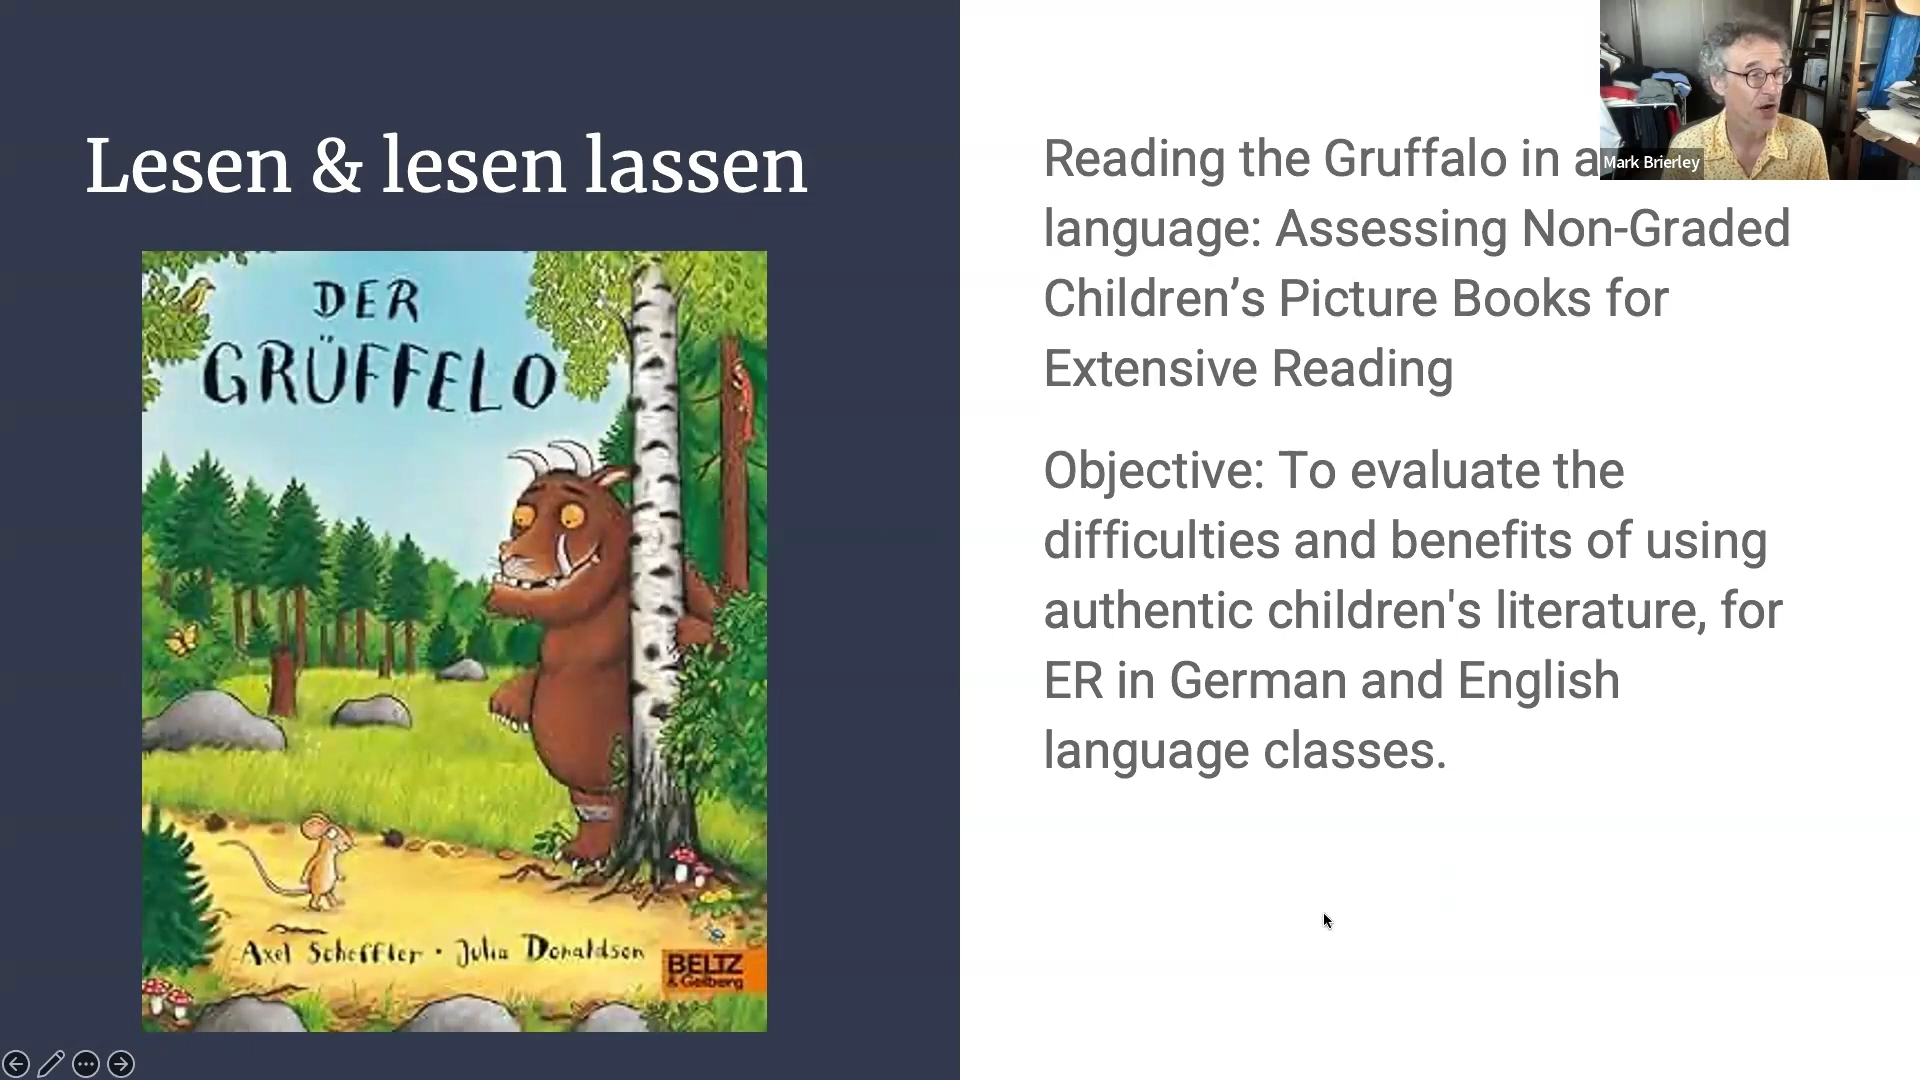 Lesen & lesen lassen
DER
GRÜFFELO
Axel Scheffler · Julia Donaldson
BELTZ
& Gelberg
Reading the Gruffalo in a
language: Assessing Non-Graded
Children’s Picture Books for
Extensive Reading
Objective: To evaluate the
difficulties and benefits of using
authentic children's literature, for
ER in German and English
language classes.
Mark Brierley